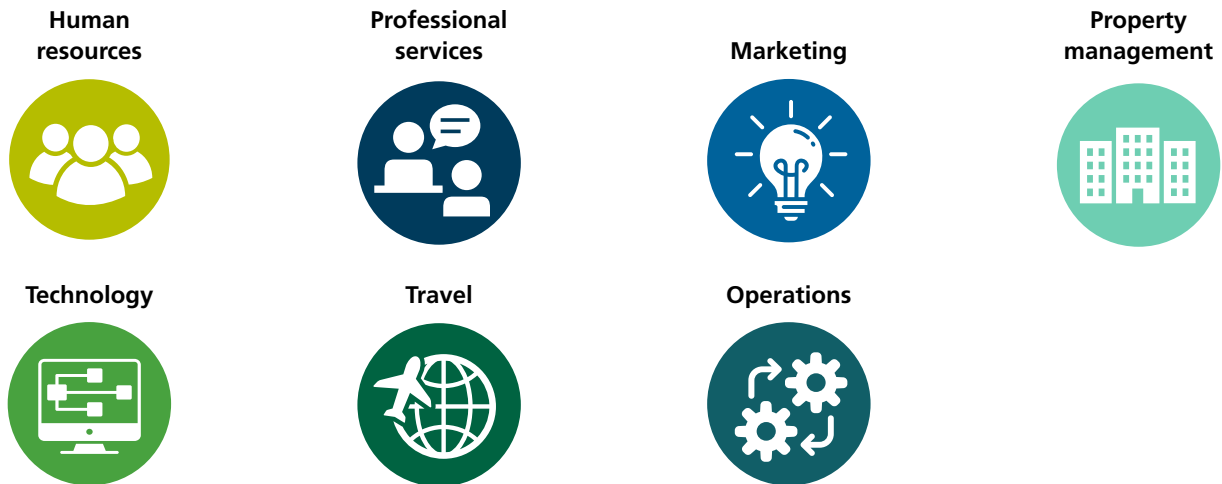 Human
resources
Professional
services
Marketing
Property
management
Technology
Travel
Operations